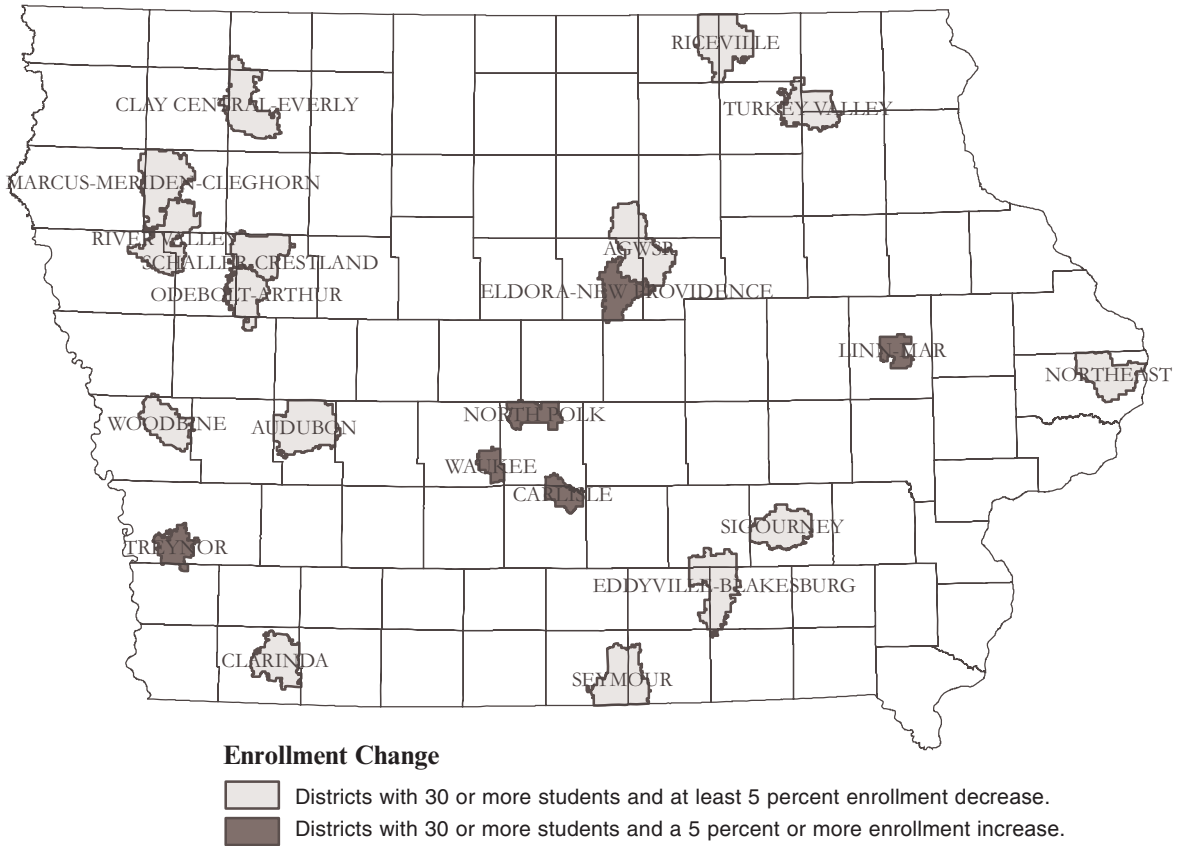 RICEVILLE
CLAY CENTRAL-EVERLY
TURKEY VALLEY
MARCUS-MERIDEN-CLEGHORN
RIVER VALLEY
AGWSR
SCHALLER-CRESTLAND
ODEBOLT-ARTHUR
ELDORA-NEW PROVIDENCE
LINN-MAR
NORTHEAST
WOODBINE
AUDUBON
NORTH POLK
WAUKEE
CARLISLE
SIGOURNEY
TREYNOR
EDDYVILLE-BLAKESBURG
CLARINDA
SEYMOUR
Enrollment Change
Districts with 30 or more students and at least 5 percent enrollment decrease.
Districts with 30 or more students and a 5 percent or more enrollment increase.